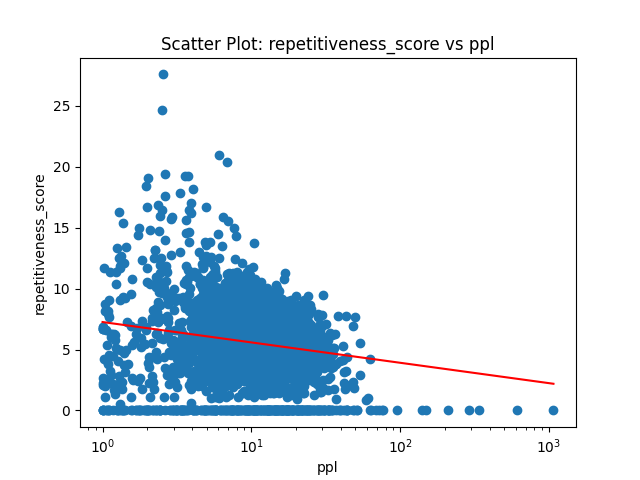 Scatter Plot: repetitiveness_score vs ppl
25
20
15
10
5
0
repetitiveness_score
10⁰ 10¹ 10² 10³
ppl